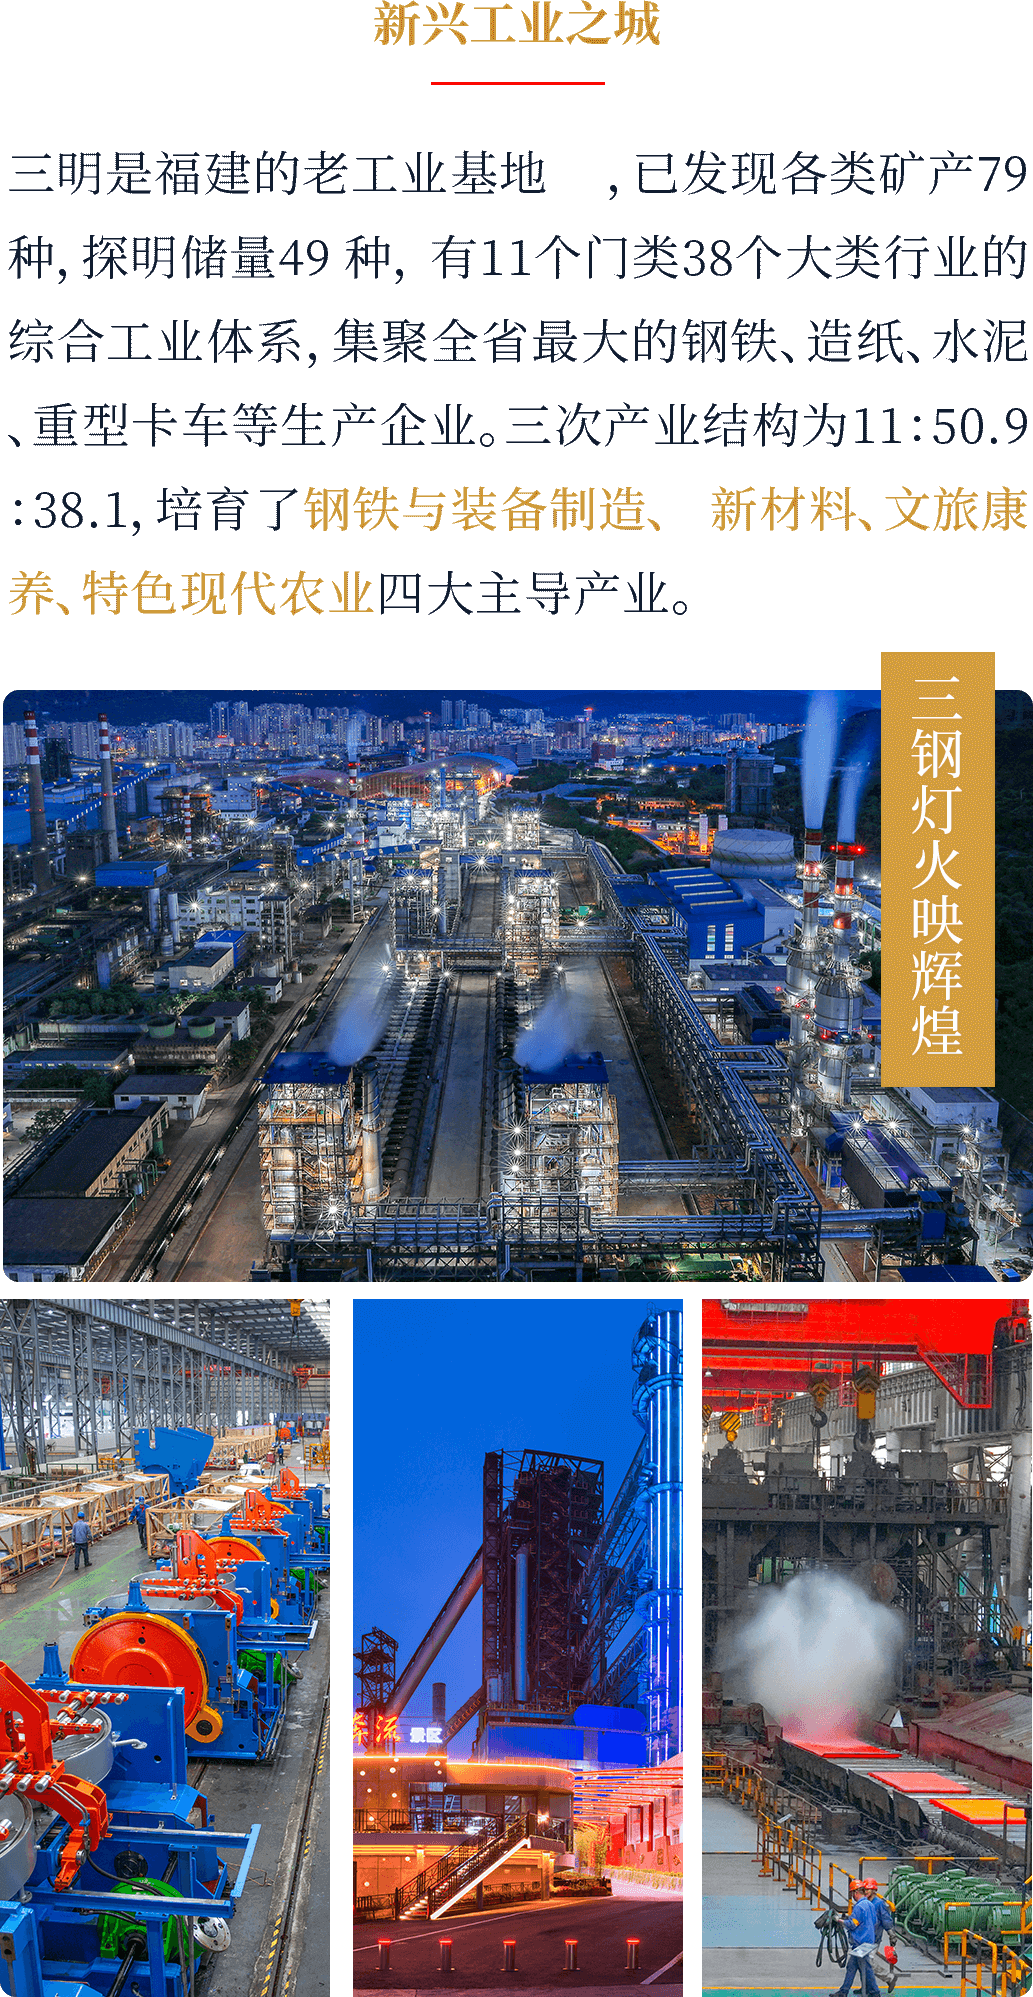 新兴工业之城
三明是福建的老工业基地 ，已发现各类矿产79
种，探明储量49 种， 有11个门类38个大类行业的
综合工业体系，集聚全省最大的钢铁、造纸、水泥
、重型卡车等生产企业。三次产业结构为11：50.9
：38.1，培育了钢铁与装备制造、 新材料、文旅康
养、特色现代农业四大主导产业。
三钢灯火映辉煌
流 景区